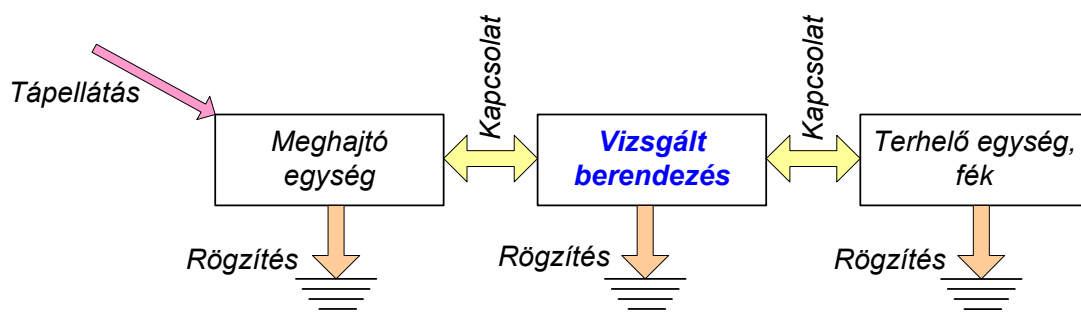 Tápellátás
Meghajtó
egység
Kapcsolat
Vizsgált
berendezés
Kapcsolat
Terhelő egység,
fék
Rögzítés
Rögzítés
Rögzítés